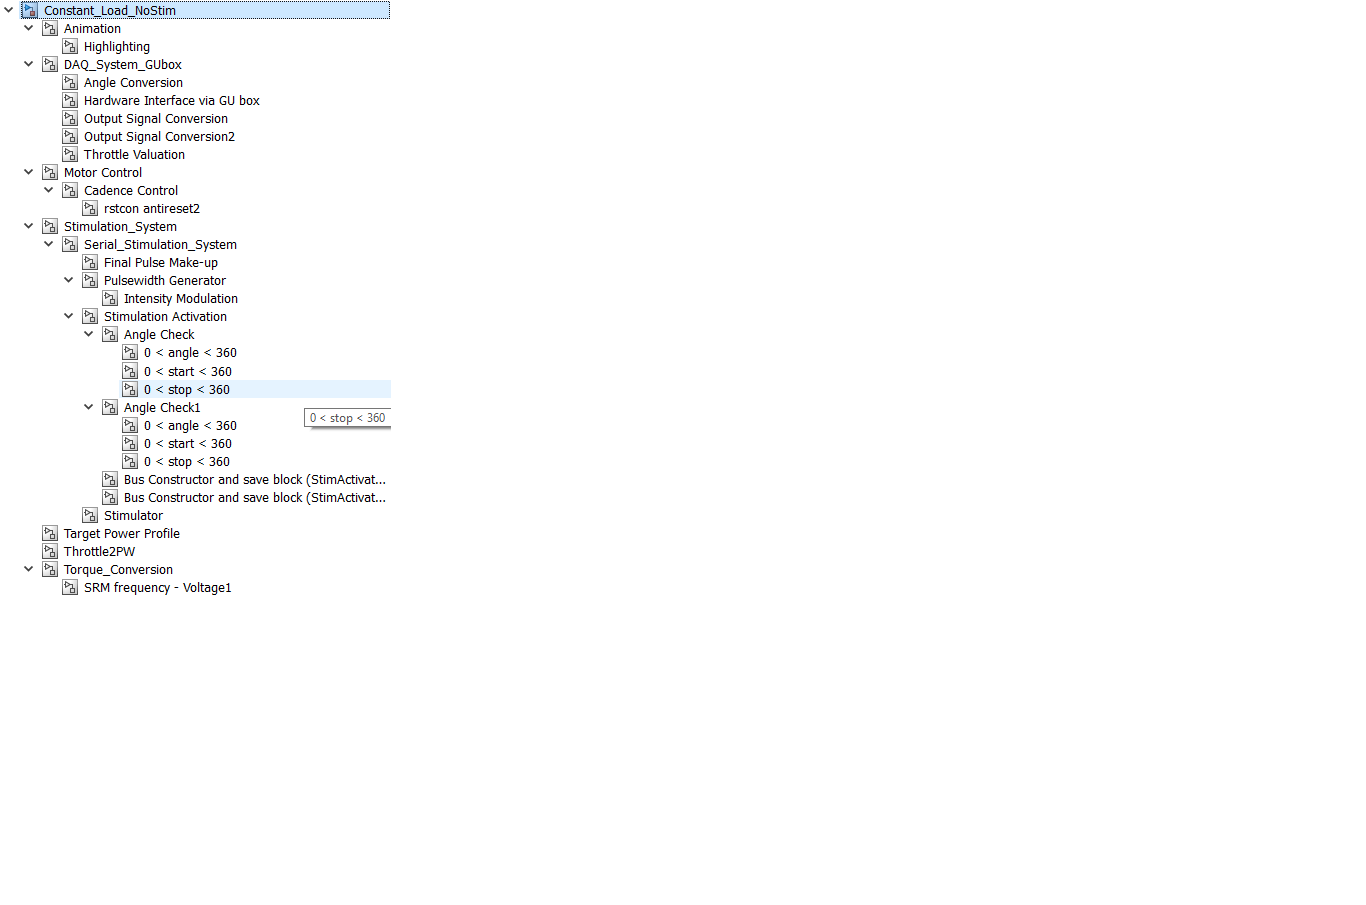 Constant_Load_NoStim
Animation
Highlighting
DAQ_System_GUbox
Angle Conversion
Hardware Interface via GU box
Output Signal Conversion
Output Signal Conversion2
Throttle Valuation
Motor Control
Cadence Control
rstcon antireset2
Stimulation_System
Serial_Stimulation_System
Final Pulse Make-up
Pulsewidth Generator
Intensity Modulation
Stimulation Activation
Angle Check
0 < angle < 360
0 < start < 360
0 < stop < 360
Angle Check1
0 < stop < 360
0 < angle < 360
0 < start < 360
0 < stop < 360
Bus Constructor and save block (StimActivat...
Bus Constructor and save block (StimActivat...
Stimulator
Target Power Profile
Throttle2PW
Torque_Conversion
SRM frequency - Voltage1